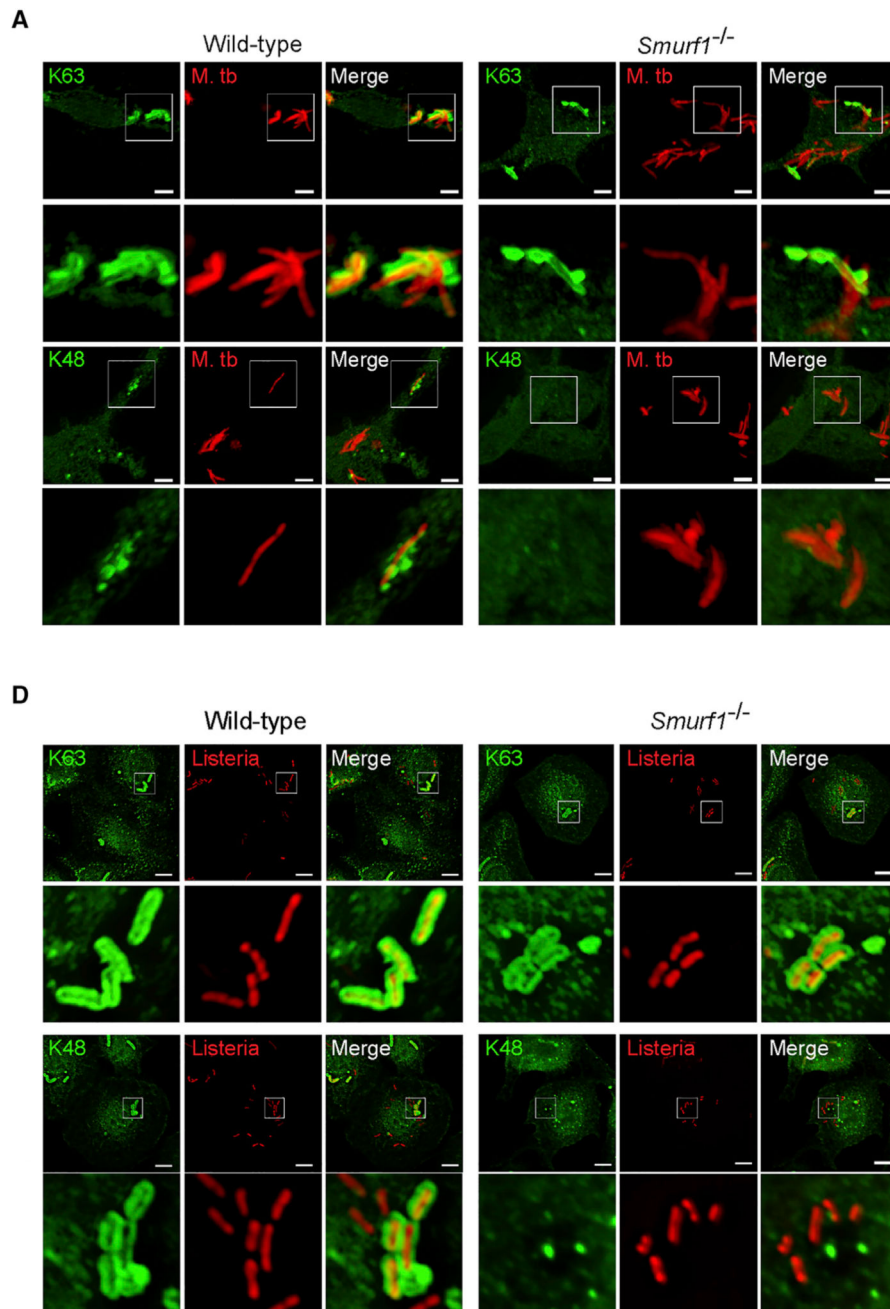 A
Wild-type Smurf1-/-
K63 M. tb Merge K63 M. tb Merge
K48 M. tb Merge K48 M. tb Merge
D
Wild-type Smurf1-/-
K63 Listeria Merge K63 Listeria Merge
K48 Listeria Merge K48 Listeria Merge